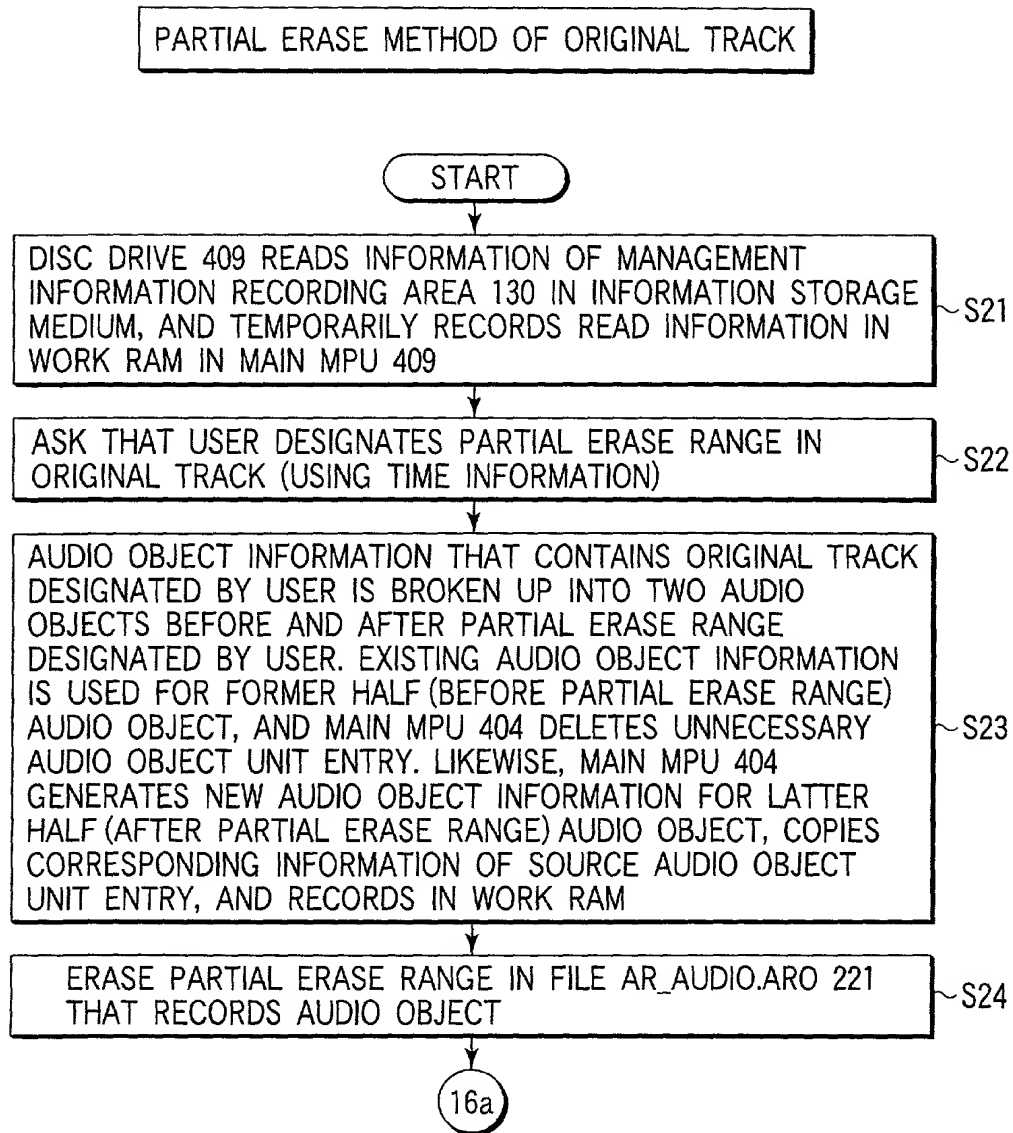 PARTIAL ERASE METHOD OF ORIGINAL TRACK
START
DISC DRIVE 409 READS INFORMATION OF MANAGEMENT
INFORMATION RECORDING AREA 130 IN INFORMATION STORAGE
MEDIUM, AND TEMPORARILY RECORDS READ INFORMATION IN
WORK RAM IN MAIN MPU 409
S21
ASK THAT USER DESIGNATES PARTIAL ERASE RANGE IN
ORIGINAL TRACK (USING TIME INFORMATION)
S22
AUDIO OBJECT INFORMATION THAT CONTAINS ORIGINAL TRACK
DESIGNATED BY USER IS BROKEN UP INTO TWO AUDIO
OBJECTS BEFORE AND AFTER PARTIAL ERASE RANGE
DESIGNATED BY USER. EXISTING AUDIO OBJECT INFORMATION
IS USED FOR FORMER HALF (BEFORE PARTIAL ERASE RANGE)
AUDIO OBJECT, AND MAIN MPU 404 DELETES UNNECESSARY
AUDIO OBJECT UNIT ENTRY. LIKEWISE, MAIN MPU 404
GENERATES NEW AUDIO OBJECT INFORMATION FOR LATTER
HALF (AFTER PARTIAL ERASE RANGE) AUDIO OBJECT, COPIES
CORRESPONDING INFORMATION OF SOURCE AUDIO OBJECT
UNIT ENTRY, AND RECORDS IN WORK RAM
S23
ERASE PARTIAL ERASE RANGE IN FILE AR_AUDIO.ARO 221
THAT RECORDS AUDIO OBJECT
S24
16a